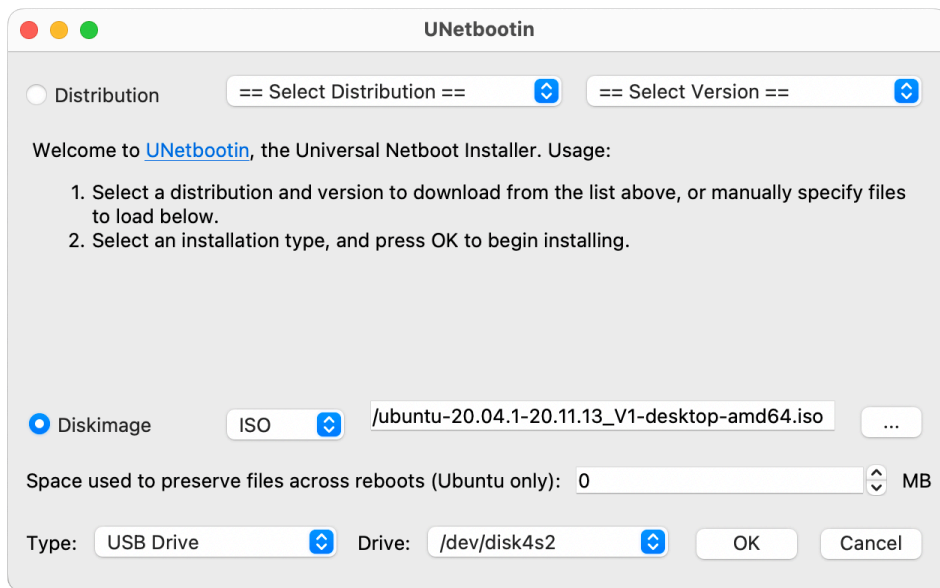 UNetbootin
Distribution
== Select Distribution ==
== Select Version ==
Welcome to UNetbootin, the Universal Netboot Installer. Usage:
1. Select a distribution and version to download from the list above, or manually specify files
to load below.
2. Select an installation type, and press OK to begin installing.
Diskimage
ISO
/ubuntu-20.04.1-20.11.13_V1-desktop-amd64.iso
...
Space used to preserve files across reboots (Ubuntu only):
0
MB
Type:
USB Drive
Drive:
/dev/disk4s2
OK
Cancel